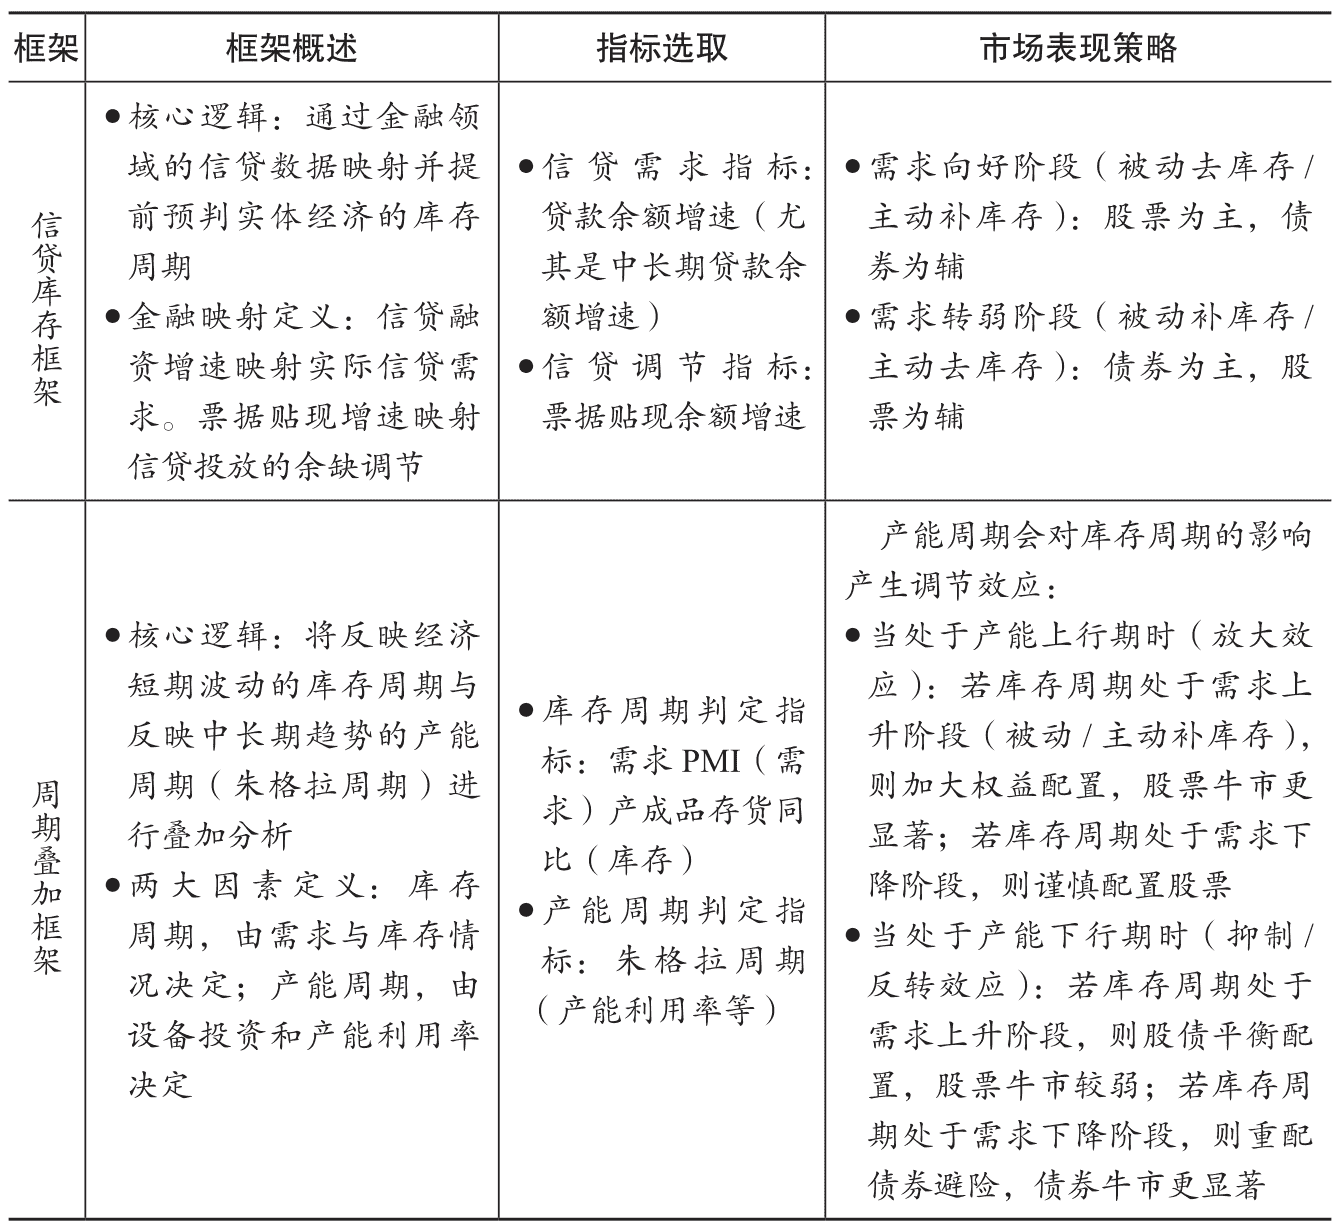 框架
框架概述
指标选取
市场表现策略
信贷库存框架
●核心逻辑：通过金融领
域的信贷数据映射并提
前预判实体经济的库存
周期
●金融映射定义：信贷融
资增速映射实际信贷需
求。票据贴现增速映射
信贷投放的余缺调节
●信贷需求指标：
贷款余额增速（尤
其是中长期贷款余
额增速）
●信贷调节指标：
票据贴现余额增速
●需求向好阶段（被动去库存/
主动补库存）：股票为主，债
券为辅
●需求转弱阶段（被动补库存/
主动去库存）：债券为主，股
票为辅
周期叠加框架
●核心逻辑：将反映经济
短期波动的库存周期与
反映中长期趋势的产能
周期（朱格拉周期）进
行叠加分析
●两大因素定义：库存
周期，由需求与库存情
况决定；产能周期，由
设备投资和产能利用率
决定
●库存周期判定指
标：需求PMI（需
求）产成品存货同
比（库存）
●产能周期判定指
标：朱格拉周期
（产能利用率等）
产能周期会对库存周期的影响
产生调节效应：
●当处于产能上行期时（放大效
应）：若库存周期处于需求上
升阶段（被动/主动补库存），
则加大权益配置，股票牛市更
显著；若库存周期处于需求下
降阶段，则谨慎配置股票
●当处于产能下行期时（抑制/
反转效应）：若库存周期处于
需求上升阶段，则股债平衡配
置，股票牛市较弱；若库存周
期处于需求下降阶段，则重配
债券避险，债券牛市更显著